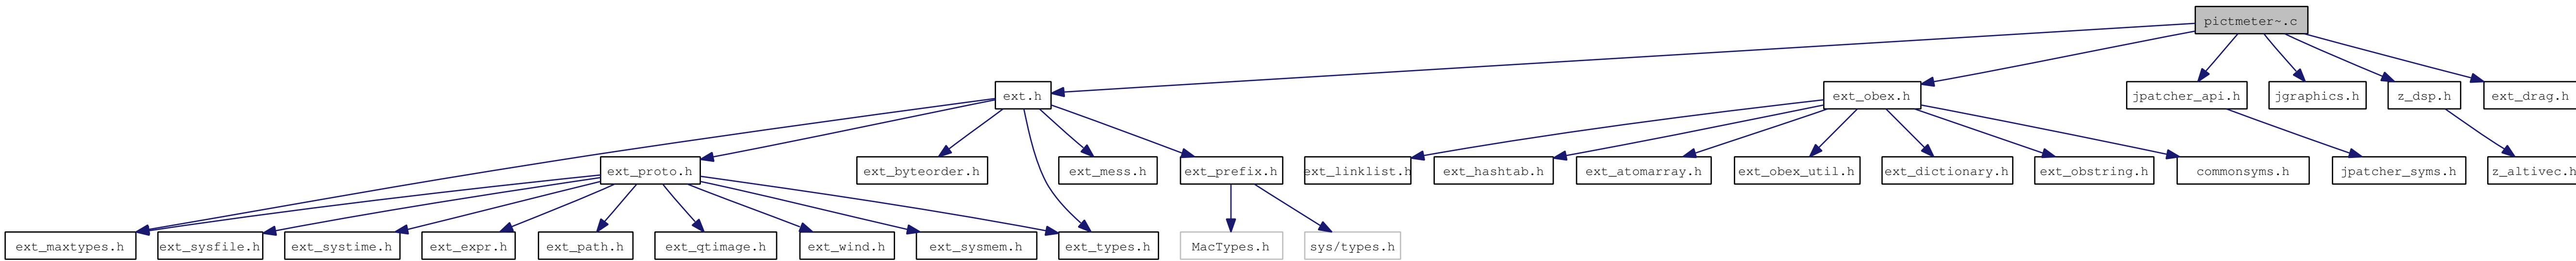 pictmeter~.c
ext.h
ext_obex.h
jpatcher_api.h
jgraphics.h
z_dsp.h
ext_drag.h
ext_proto.h
ext_byteorder.h
ext_mess.h
ext_prefix.h
ext_linklist.h
ext_hashtab.h
ext_atomarray.h
ext_obex_util.h
ext_dictionary.h
ext_obstring.h
commonsyms.h
jpatcher_syms.h
z_altivec.h
ext_maxtypes.h
ext_sysfile.h
ext_systime.h
ext_expr.h
ext_path.h
ext_qtimage.h
ext_wind.h
ext_sysmem.h
ext_types.h
MacTypes.h
sys/types.h